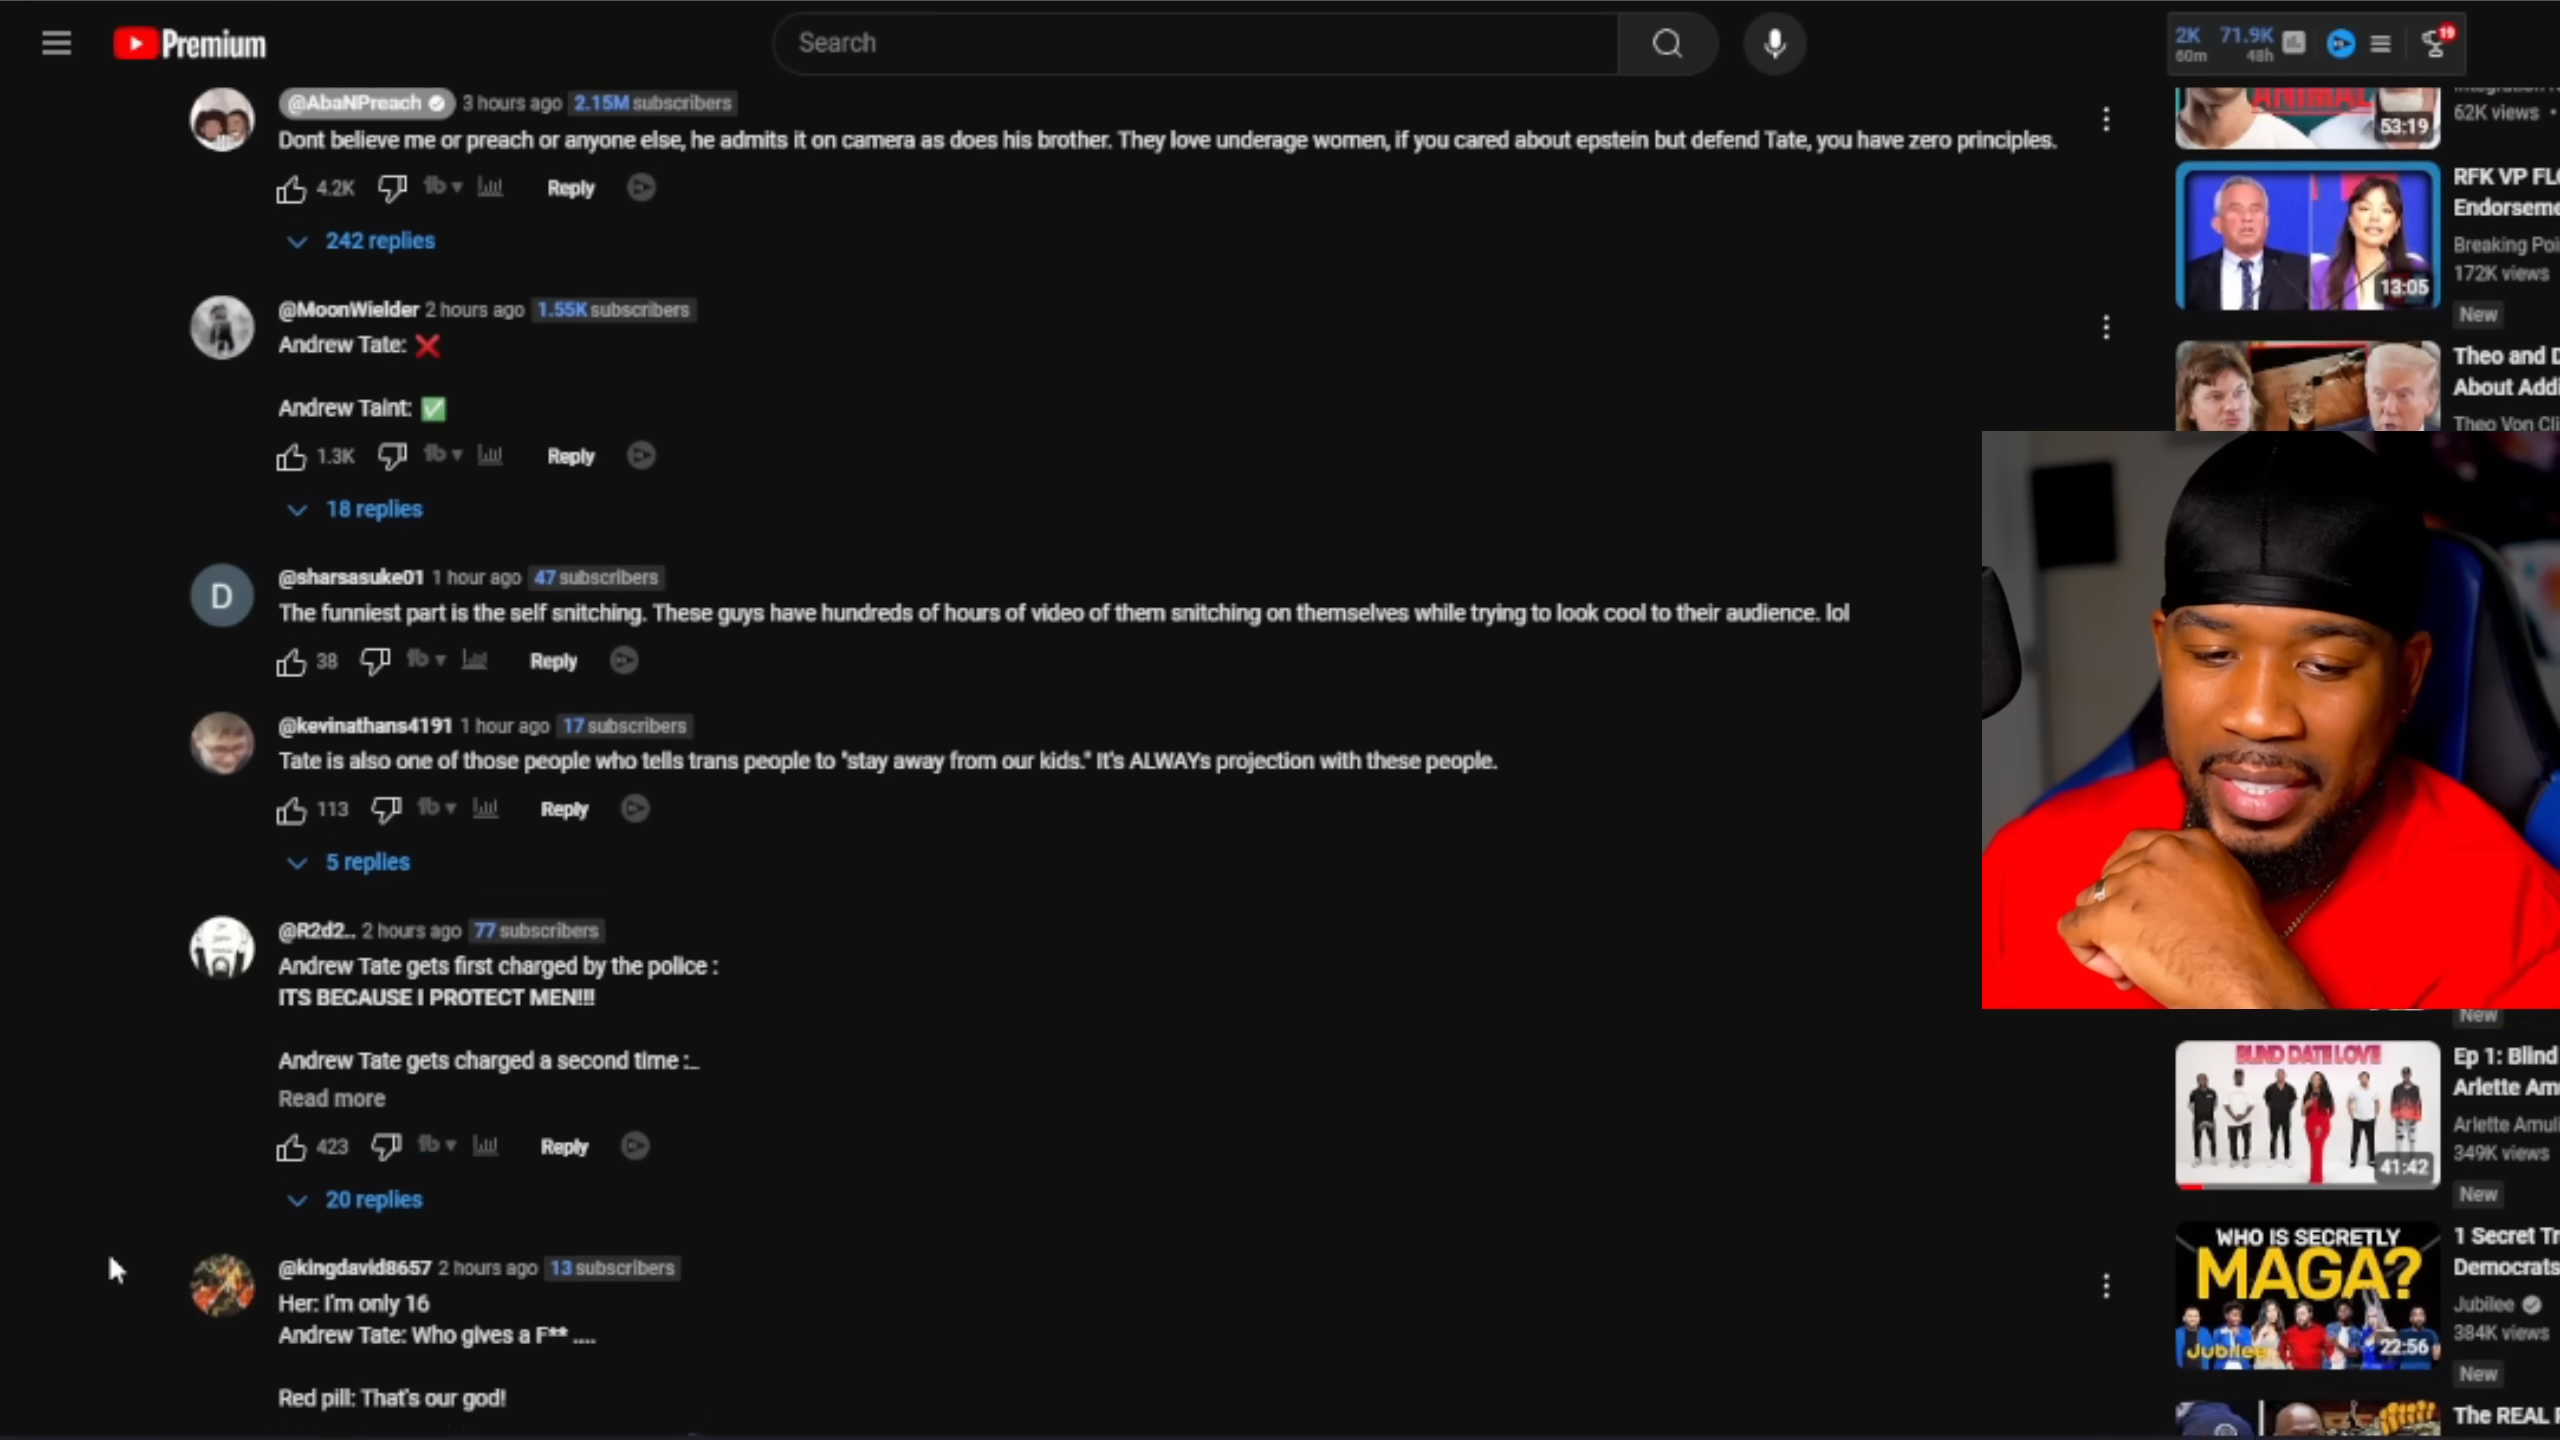 Premium
Search
2K 71.9K 19
60m 48h
@AbaNPreach 3 hours ago 2.15M subscribers
Dont believe me or preach or anyone else, he admits it on camera as does his brother. They love underage women, if you cared about epstein but defend Tate, you have zero principles.
4.2K Reply
242 replies
@MoonWielder 2 hours ago 1.55K subscribers
Andrew Tate: ❌
Andrew Taint: ✅
1.3K Reply
18 replies
D
@sharsasuke01 1 hour ago 47 subscribers
The funniest part is the self snitching. These guys have hundreds of hours of video of them snitching on themselves while trying to look cool to their audience. lol
38 Reply
@kevinathans4191 1 hour ago 17 subscribers
Tate is also one of those people who tells trans people to "stay away from our kids." It's ALWAYs projection with these people.
113 Reply
5 replies
@R2d2.. 2 hours ago 77 subscribers
Andrew Tate gets first charged by the police :
ITS BECAUSE I PROTECT MEN!!!
Andrew Tate gets charged a second time :...
Read more
423 Reply
20 replies
@kingdavid8657 2 hours ago 13 subscribers
Her: I'm only 16
Andrew Tate: Who gives a F** ....
Red pill: That's our god!
ANIMAL
53:19
62K views •
13:05
RFK VP FL
Endorseme
Breaking Poi
172K views
New
Theo and D
About Addi
Theo Von Cli
New
BLIND DATE LOVE
41:42
Ep 1: Blind
Arlette Am
Arlette Amuli
349K views
New
WHO IS SECRETLY
MAGA?
Jubilee
22:56
1 Secret Tr
Democrats
Jubilee
384K views
New
The REAL